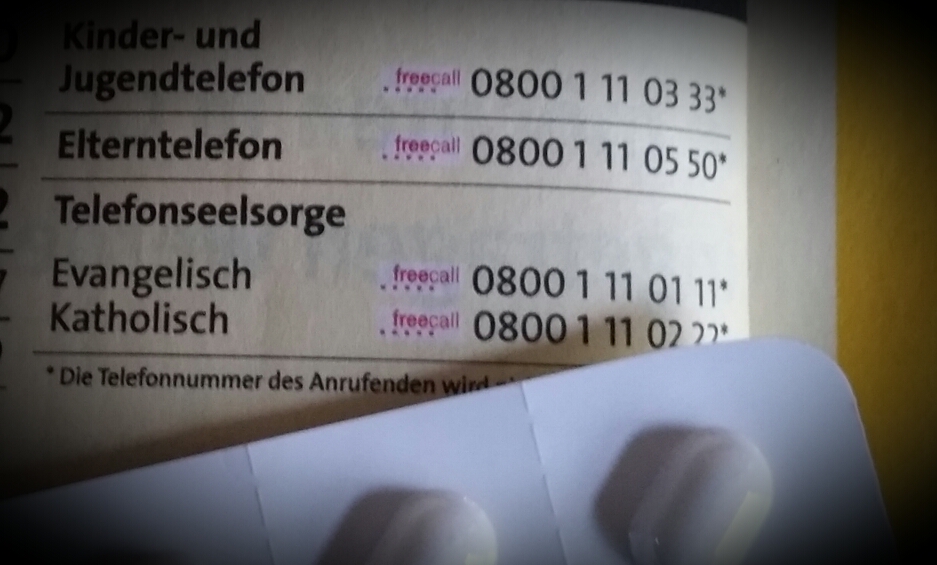 Kinder- und
Jugendtelefon freecall 0800 1 11 03 33*
Elterntelefon freecall 0800 1 11 05 50*
Telefonseelsorge
Evangelisch freecall 0800 1 11 01 11*
Katholisch freecall 0800 1 11 02 22*
* Die Telefonnummer des Anrufenden wird